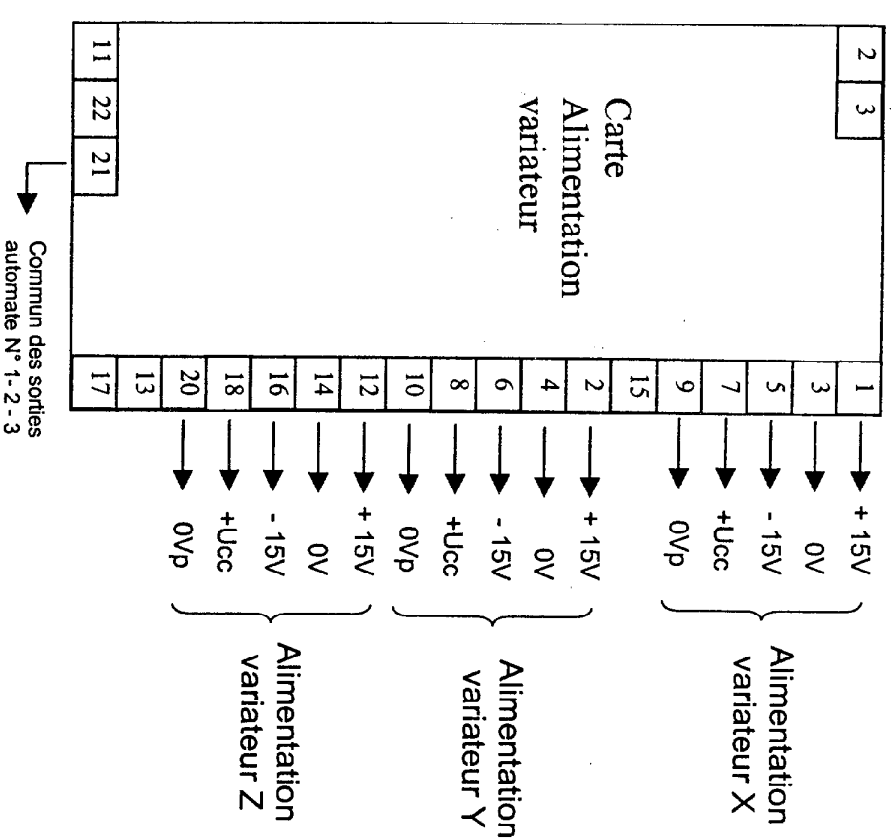 2
3
Carte
Alimentation
variateur
11
22
21
Commun des sorties
automate N° 1- 2 - 3
1
3
5
7
9
15
2
4
6
8
10
12
14
16
18
20
13
17
+ 15V
0V
- 15V
+Ucc
0Vp
Alimentation
variateur X
+ 15V
0V
- 15V
+Ucc
0Vp
Alimentation
variateur Y
+ 15V
0V
- 15V
+Ucc
0Vp
Alimentation
variateur Z